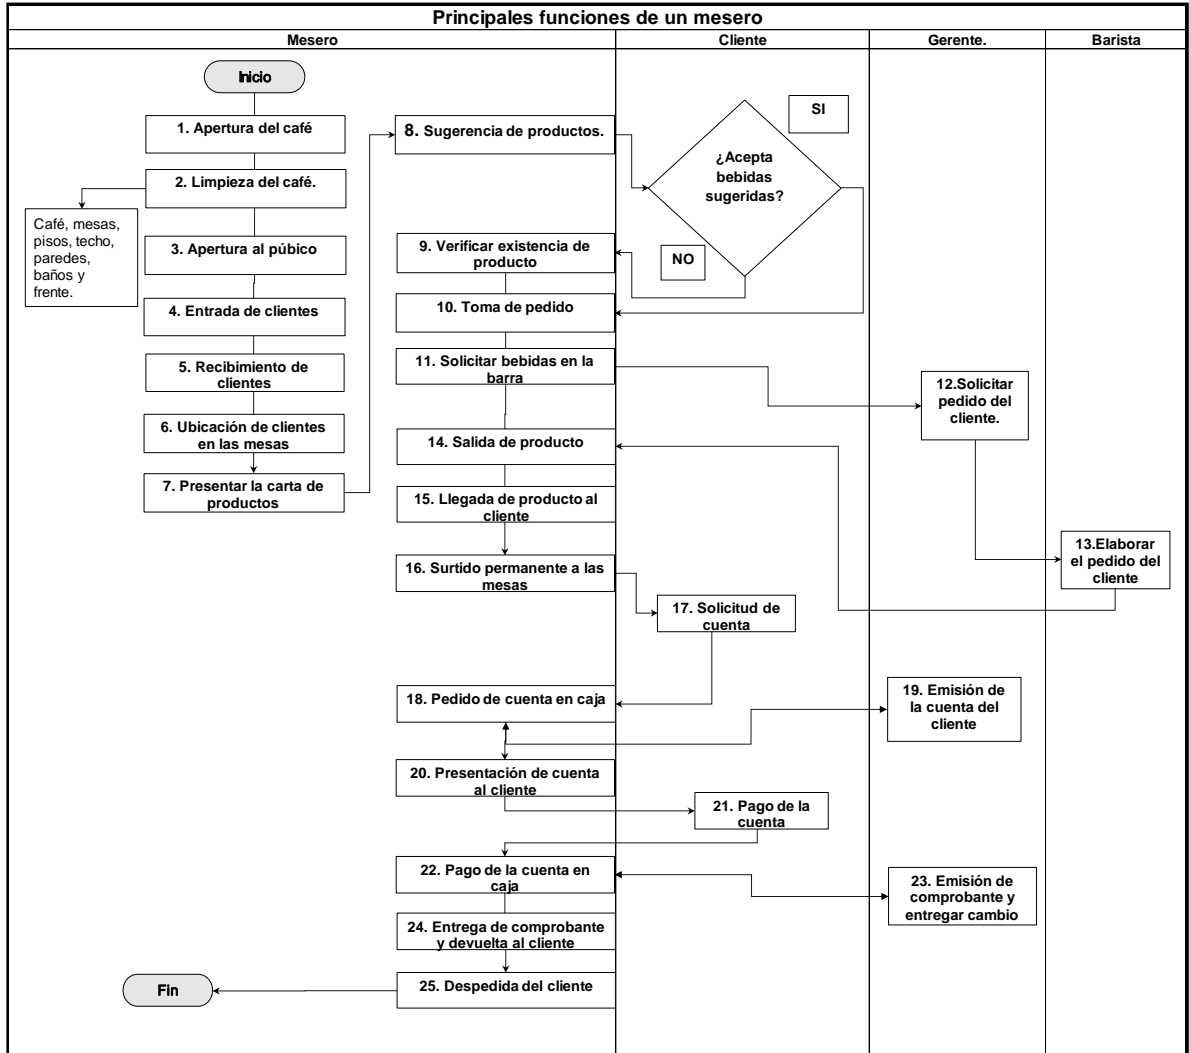 Principales funciones de un mesero
Mesero
Cliente
Gerente.
Barista
Inicio
1. Apertura del café
2. Limpieza del café.
Café, mesas,
pisos, techo,
paredes,
baños y
frente.
3. Apertura al púbico
4. Entrada de clientes
5. Recibimiento de
clientes
6. Ubicación de clientes
en las mesas
7. Presentar la carta de
productos
8. Sugerencia de productos.
SI
¿Acepta
bebidas
sugeridas?
NO
9. Verificar existencia de
producto
10. Toma de pedido
11. Solicitar bebidas en la
barra
12.Solicitar
pedido del
cliente.
13.Elaborar
el pedido del
cliente
14. Salida de producto
15. Llegada de producto al
cliente
16. Surtido permanente a las
mesas
17. Solicitud de
cuenta
18. Pedido de cuenta en caja
19. Emisión de
la cuenta del
cliente
20. Presentación de cuenta
al cliente
21. Pago de la
cuenta
22. Pago de la cuenta en
caja
23. Emisión de
comprobante y
entregar cambio
24. Entrega de comprobante
y devuelta al cliente
25. Despedida del cliente
Fin